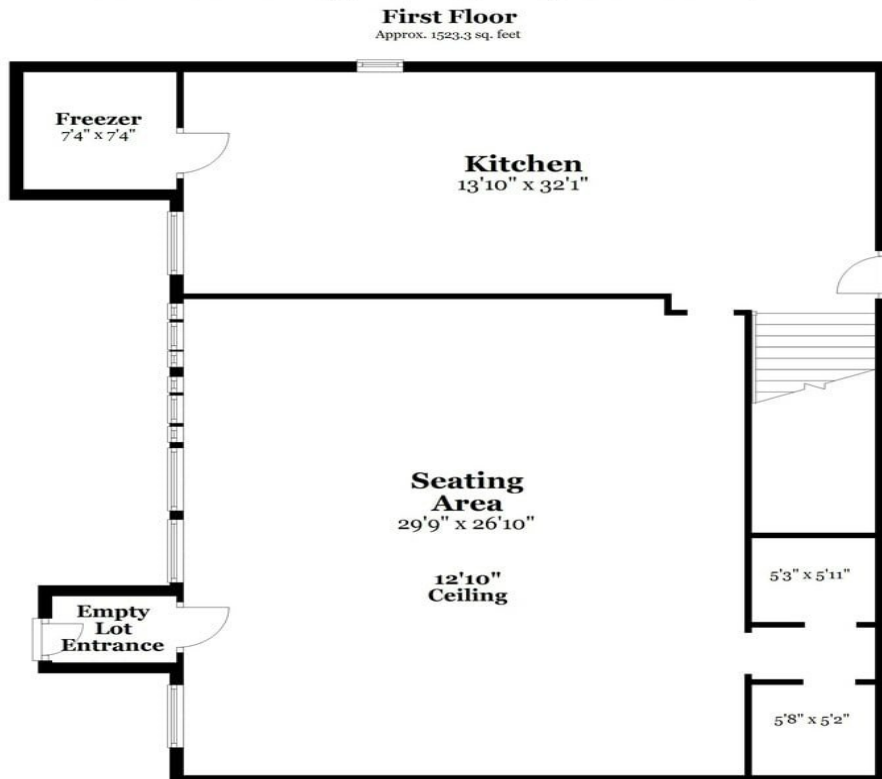 First Floor
Approx. 1523.3 sq. feet
Freezer
7'4" x 7'4"
Kitchen
13'10" x 32'1"
Seating
Area
29'9" x 26'10"
12'10"
Ceiling
5'3" x 5'11"
Empty
Lot
Entrance
5'8" x 5'2"